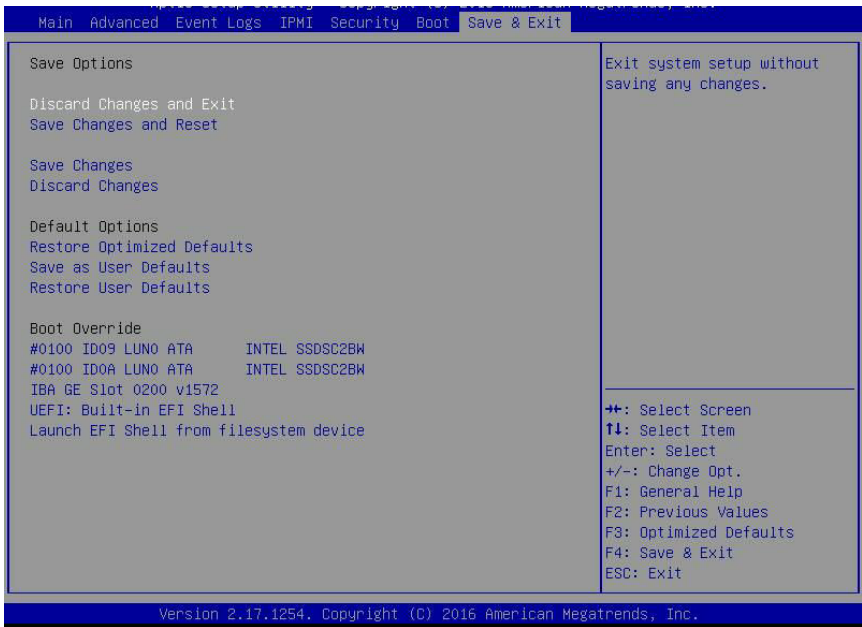 Main Advanced Event Logs IPMI Security Boot Save & Exit
Save Options
Discard Changes and Exit
Save Changes and Reset
Save Changes
Discard Changes
Default Options
Restore Optimized Defaults
Save as User Defaults
Restore User Defaults
Boot Override
#0100 ID09 LUN0 ATA INTEL SSDSC2BW
#0100 ID0A LUN0 ATA INTEL SSDSC2BW
IBA GE Slot 0200 v1572
UEFI: Built-in EFI Shell
Launch EFI Shell from filesystem device
Exit system setup without
saving any changes.
→←: Select Screen
↑↓: Select Item
Enter: Select
+/-: Change Opt.
F1: General Help
F2: Previous Values
F3: Optimized Defaults
F4: Save & Exit
ESC: Exit
Version 2.17.1254. Copyright (C) 2016 American Megatrends, Inc.